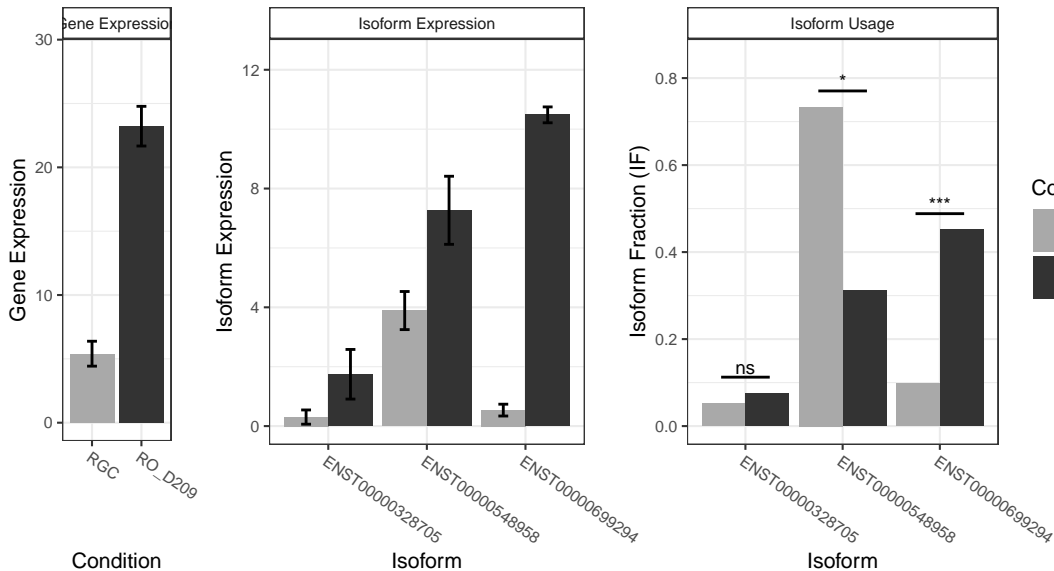 Gene Expression
Isoform Expression
Isoform Usage
Gene Expression
30
20
10
0
RGC
RO_D209
Condition
Isoform Expression
12
8
4
0
ENST00000328705
ENST00000548958
ENST00000699294
Isoform
Isoform Fraction (IF)
0.8
0.6
0.4
0.2
0.0
ns
*
***
ENST00000328705
ENST00000548958
ENST00000699294
Isoform